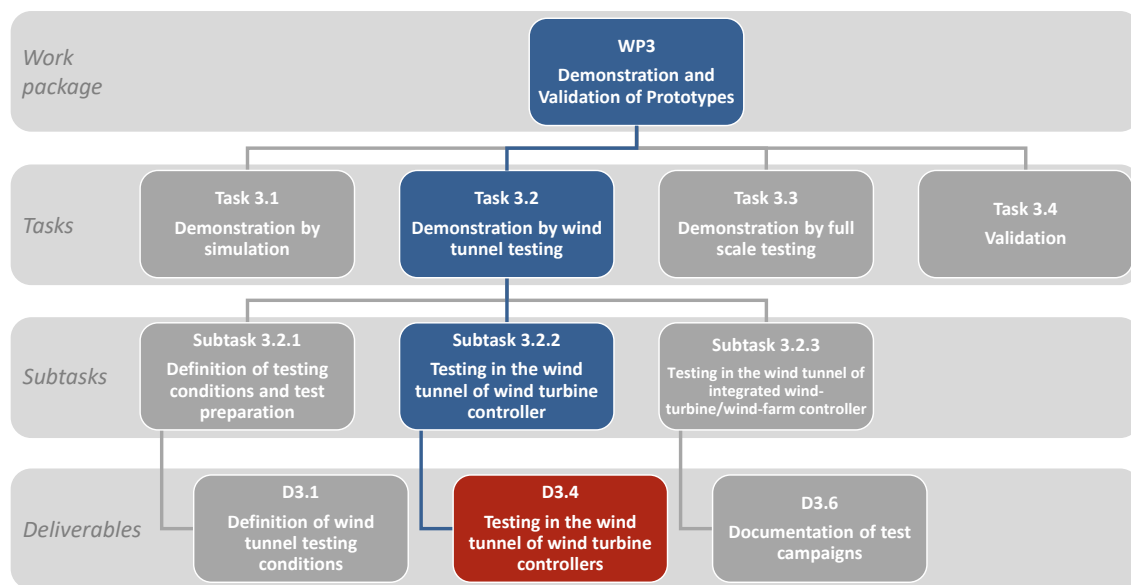 Work
package
WP3
Demonstration and
Validation of Prototypes
Tasks
Task 3.1
Demonstration by
simulation
Task 3.2
Demonstration by wind
tunnel testing
Task 3.3
Demonstration by full
scale testing
Task 3.4
Validation
Subtasks
Subtask 3.2.1
Definition of testing
conditions and test
preparation
Subtask 3.2.2
Testing in the wind
tunnel of wind turbine
controller
Subtask 3.2.3
Testing in the wind tunnel of
integrated wind-
turbine/wind-farm controller
Deliverables
D3.1
Definition of wind
tunnel testing
conditions
D3.4
Testing in the wind
tunnel of wind turbine
controllers
D3.6
Documentation of test
campaigns